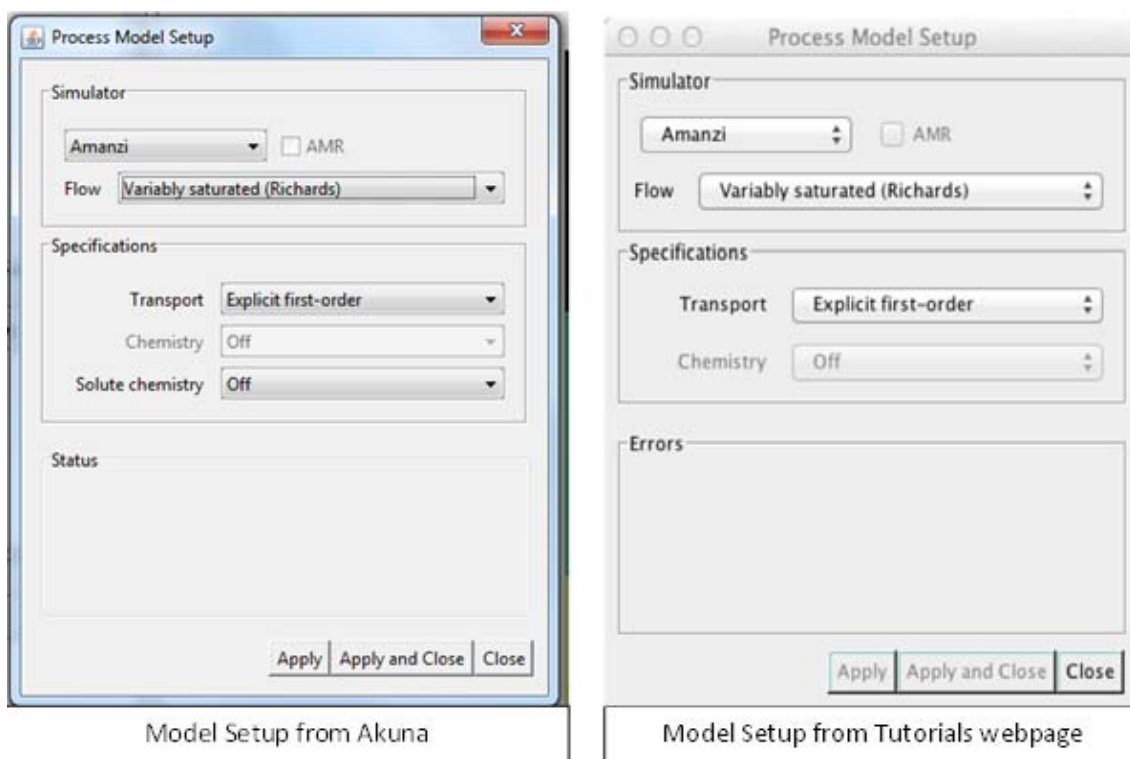 Process Model Setup
Simulator
Amanzi AMR
Flow Variably saturated (Richards)
Specifications
Transport Explicit first-order
Chemistry Off
Solute chemistry Off
Status
Apply Apply and Close Close
Model Setup from Akuna
Process Model Setup
Simulator
Amanzi AMR
Flow Variably saturated (Richards)
Specifications
Transport Explicit first-order
Chemistry Off
Errors
Apply Apply and Close Close
Model Setup from Tutorials webpage